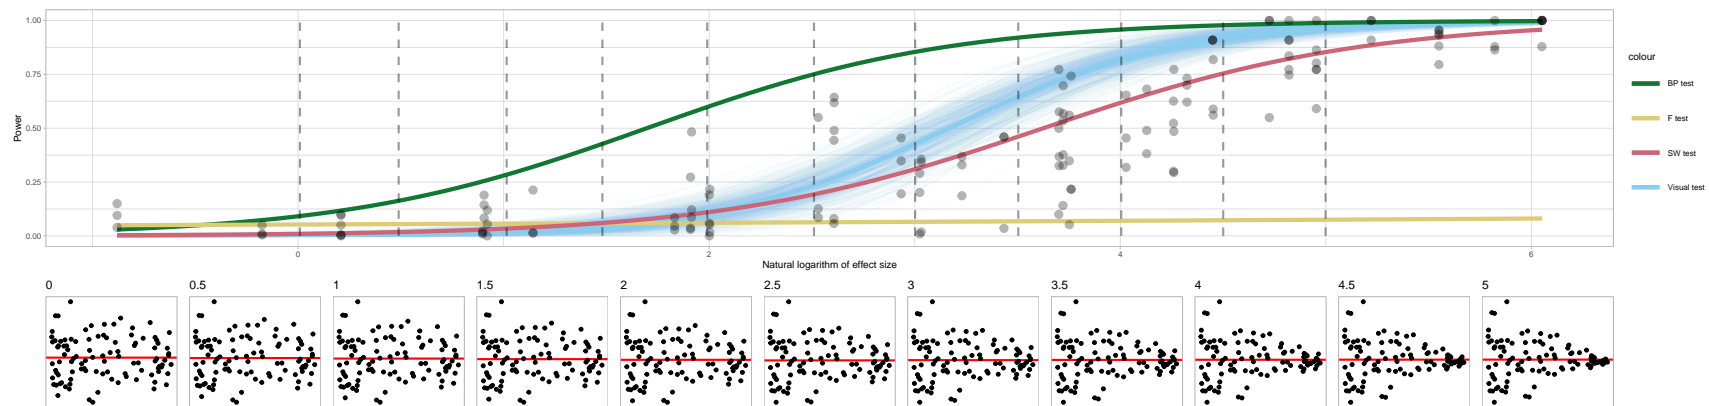 1.00
0.75
0.50
0.25
0.00
Power
0 2 4 6
Natural logarithm of effect size
colour
BP test
F test
SW test
Visual test
0 0.5 1 1.5 2 2.5 3 3.5 4 4.5 5